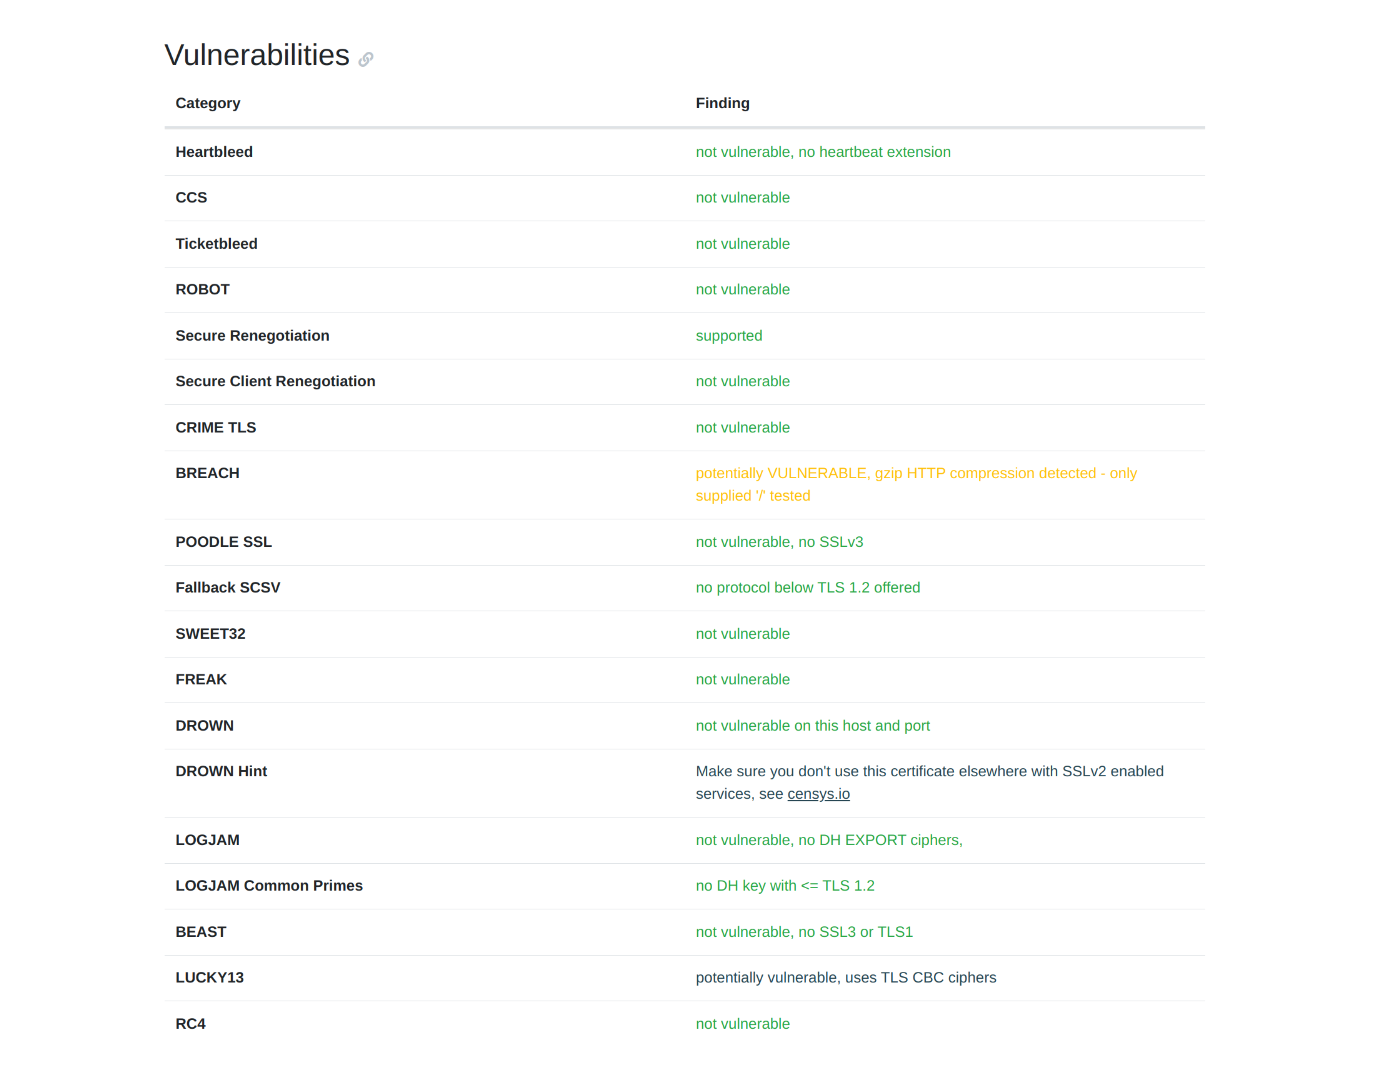 Vulnerabilities
Category Finding
Heartbleed not vulnerable, no heartbeat extension
CCS not vulnerable
Ticketbleed not vulnerable
ROBOT not vulnerable
Secure Renegotiation supported
Secure Client Renegotiation not vulnerable
CRIME TLS not vulnerable
BREACH potentially VULNERABLE, gzip HTTP compression detected - only
supplied '/' tested
POODLE SSL not vulnerable, no SSLv3
Fallback SCSV no protocol below TLS 1.2 offered
SWEET32 not vulnerable
FREAK not vulnerable
DROWN not vulnerable on this host and port
DROWN Hint Make sure you don't use this certificate elsewhere with SSLv2 enabled
services, see censys.io
LOGJAM not vulnerable, no DH EXPORT ciphers,
LOGJAM Common Primes no DH key with <= TLS 1.2
BEAST not vulnerable, no SSL3 or TLS1
LUCKY13 potentially vulnerable, uses TLS CBC ciphers
RC4 not vulnerable